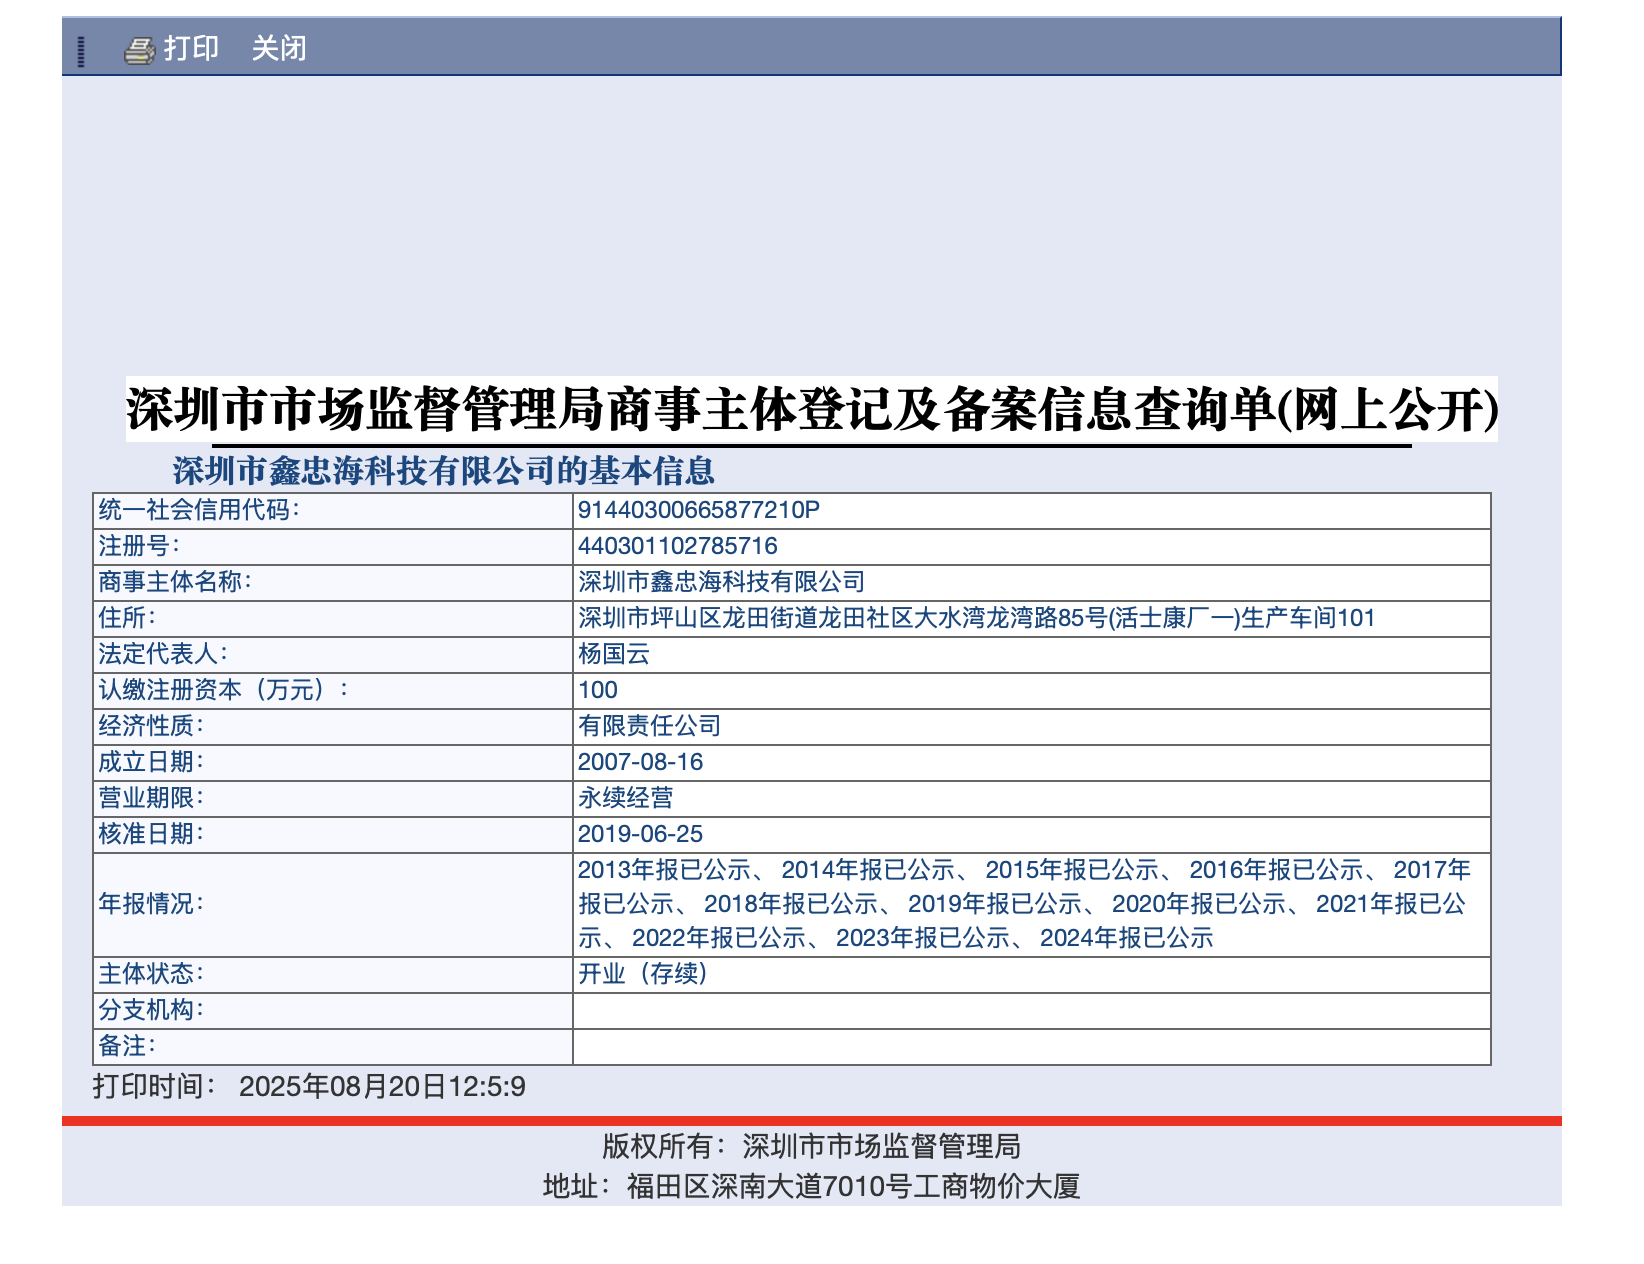 打印 关闭
深圳市市场监督管理局商事主体登记及备案信息查询单(网上公开)
深圳市鑫忠海科技有限公司的基本信息
统一社会信用代码： 91440300665877210P
注册号： 440301102785716
商事主体名称： 深圳市鑫忠海科技有限公司
住所： 深圳市坪山区龙田街道龙田社区大水湾龙湾路85号(活士康厂一)生产车间101
法定代表人： 杨国云
认缴注册资本（万元）： 100
经济性质： 有限责任公司
成立日期： 2007-08-16
营业期限： 永续经营
核准日期： 2019-06-25
年报情况： 2013年报已公示、 2014年报已公示、 2015年报已公示、 2016年报已公示、 2017年
报已公示、 2018年报已公示、 2019年报已公示、 2020年报已公示、 2021年报已公
示、 2022年报已公示、 2023年报已公示、 2024年报已公示
主体状态： 开业（存续）
分支机构：
备注：
打印时间： 2025年08月20日12:5:9
版权所有：深圳市市场监督管理局
地址：福田区深南大道7010号工商物价大厦